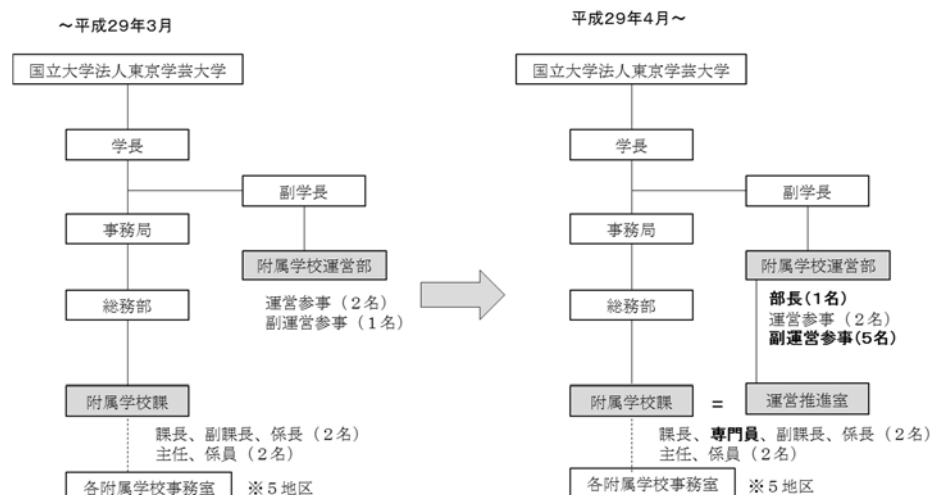 ～平成29年3月
国立大学法人東京学芸大学
学長
副学長
事務局
附属学校運営部
運営参事（２名）
副運営参事（１名）
総務部
附属学校課
課長、副課長、係長（２名）
主任、係員（２名）
各附属学校事務室
※５地区
平成29年4月～
国立大学法人東京学芸大学
学長
副学長
事務局
附属学校運営部
部長(1名)
運営参事（２名）
副運営参事(5名)
総務部
附属学校課 = 運営推進室
課長、専門員、副課長、係長（２名）
主任、係員（２名）
各附属学校事務室
※５地区